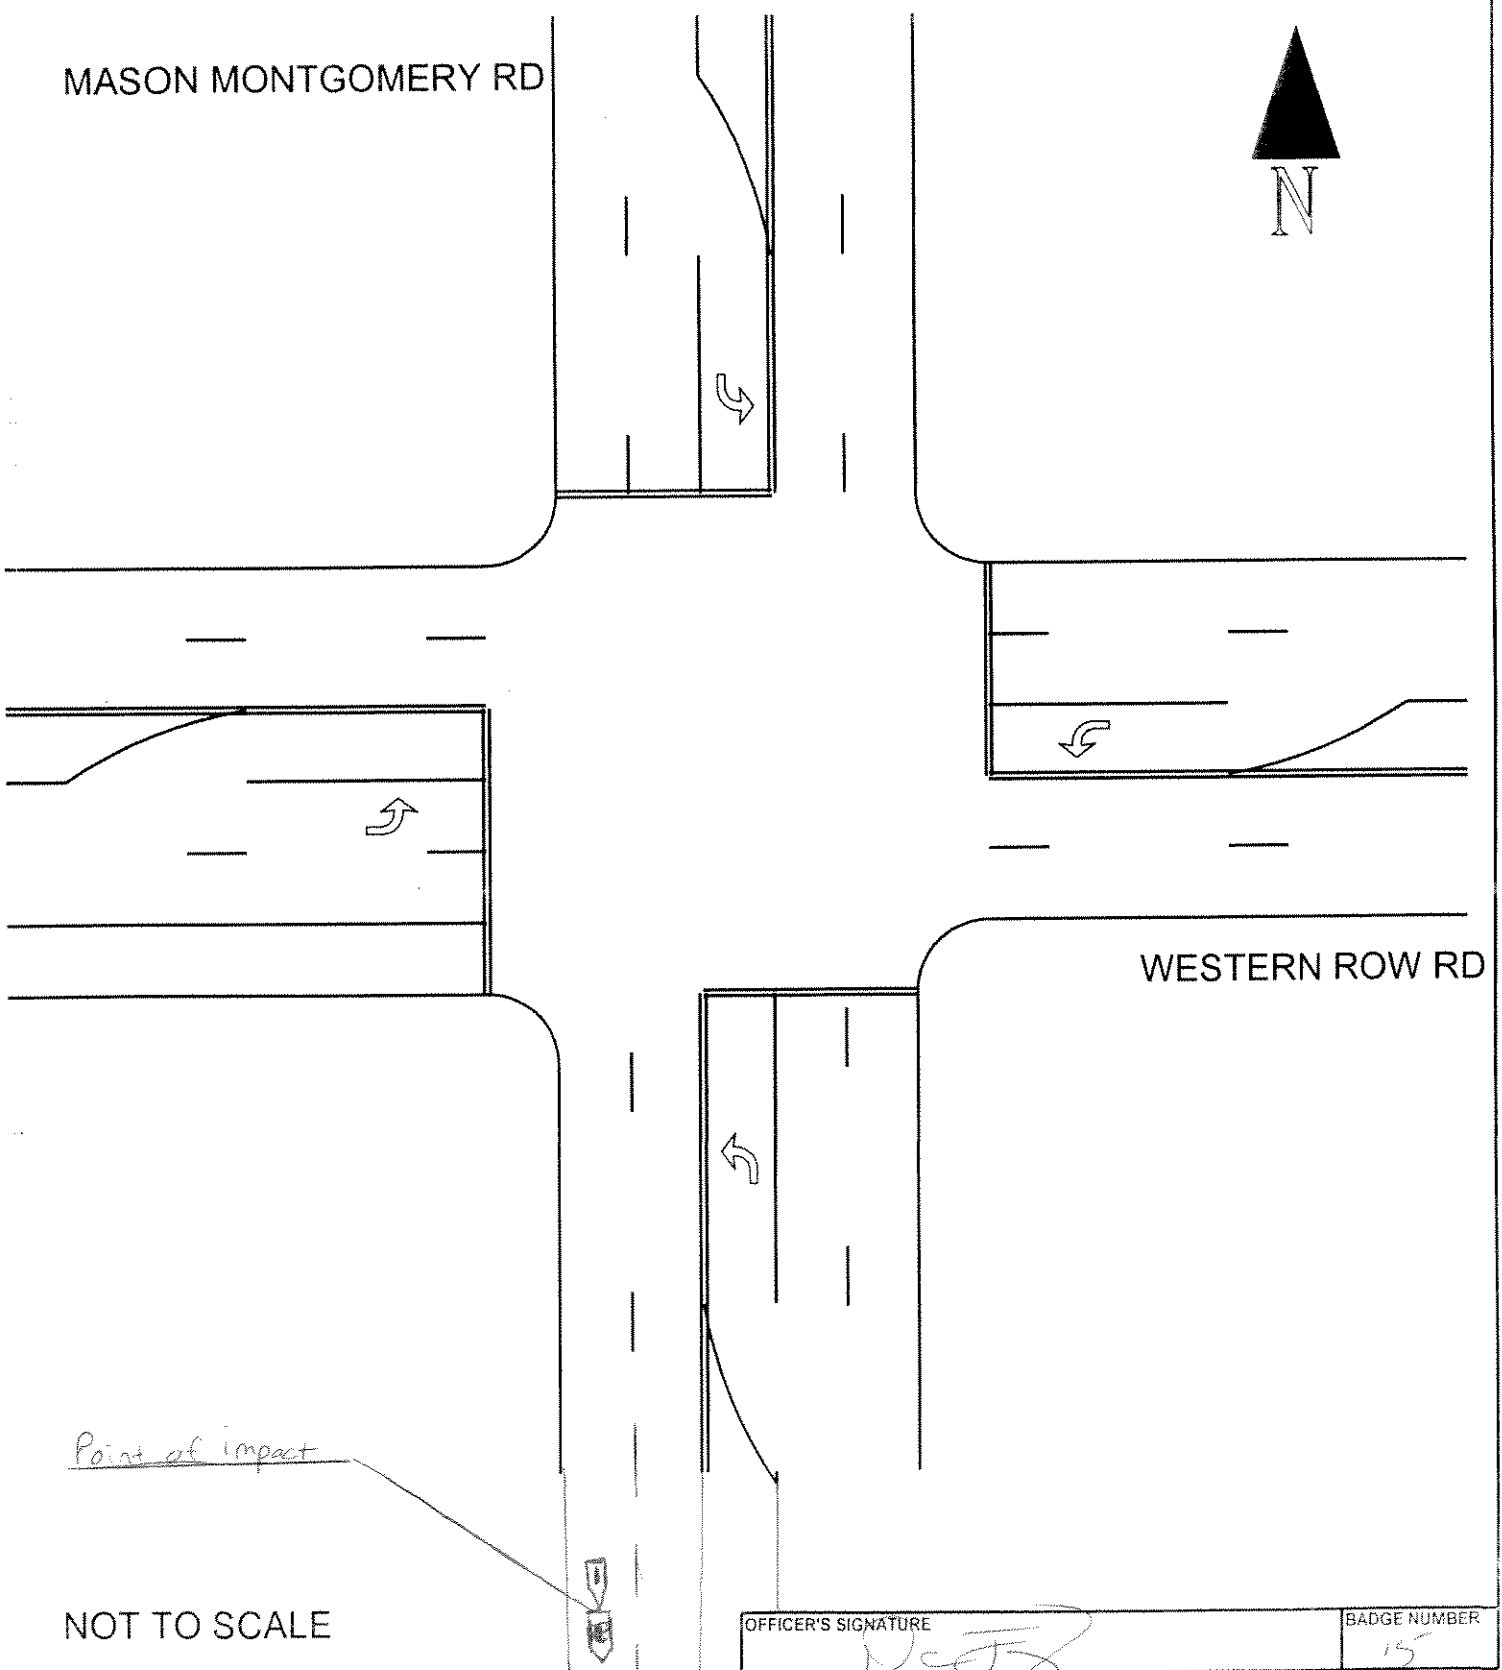 MASON MONTGOMERY RD
N
WESTERN ROW RD
Point of impact
NOT TO SCALE
OFFICER'S SIGNATURE
BADGE NUMBER
15